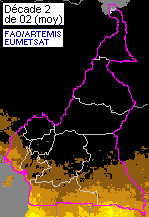 Décade 2
de 02 (moy)
FAO/ARTEMIS
EUMETSAT